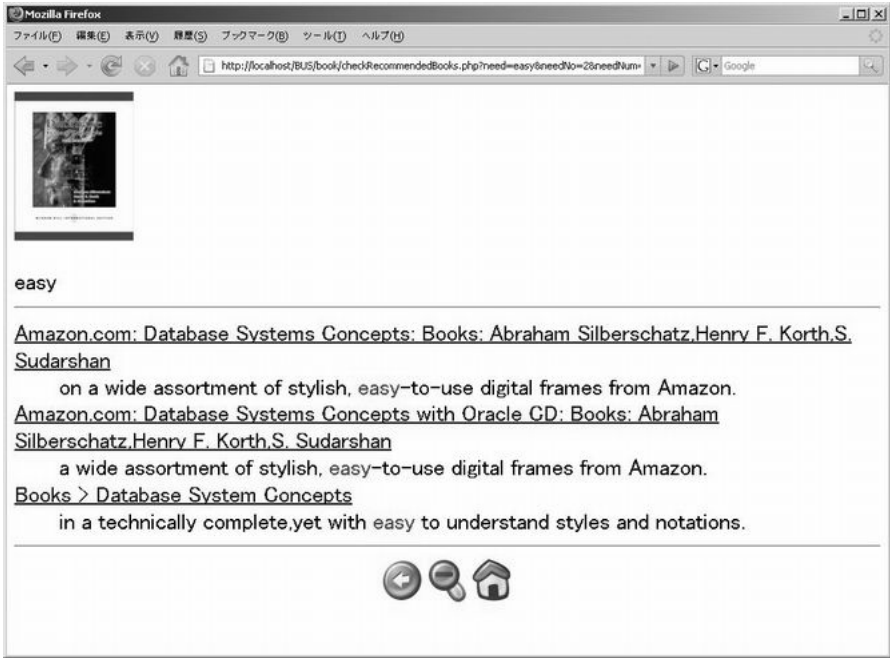 Mozilla Firefox
ファイル(F) 編集(E) 表示(V) 履歴(S) ブックマーク(B) ツール(T) ヘルプ(H)
http://localhost/BUS/book/checkRecommendedBooks.php?need=easy&needNo=2&needNum= Google
easy
Amazon.com: Database Systems Concepts: Books: Abraham Silberschatz,Henry F. Korth,S.
Sudarshan
on a wide assortment of stylish, easy-to-use digital frames from Amazon.
Amazon.com: Database Systems Concepts with Oracle CD: Books: Abraham
Silberschatz,Henry F. Korth,S. Sudarshan
a wide assortment of stylish, easy-to-use digital frames from Amazon.
Books > Database System Concepts
in a technically complete,yet with easy to understand styles and notations.